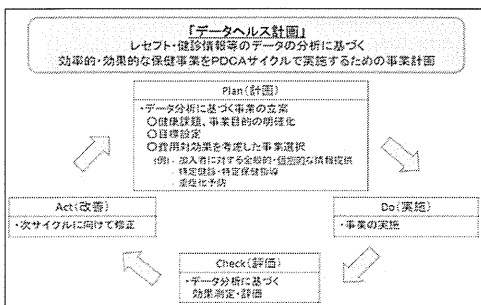 「データヘルス計画」
レセプト・健診情報等のデータの分析に基づく
効率的・効果的な保健事業をPDCAサイクルで実施するための事業計画
Plan(計画)
・データ分析に基づく事業の立案
○健康課題、事業目的の明確化
○目標設定
○費用対効果を考慮した事業選択
(例)・加入者に対する全般的・個別的な情報提供
・特定健診・特定保健指導
・重症化予防
Act(改善)
・次サイクルに向けて修正
Do(実施)
・事業の実施
Check(評価)
・データ分析に基づく
効果測定・評価